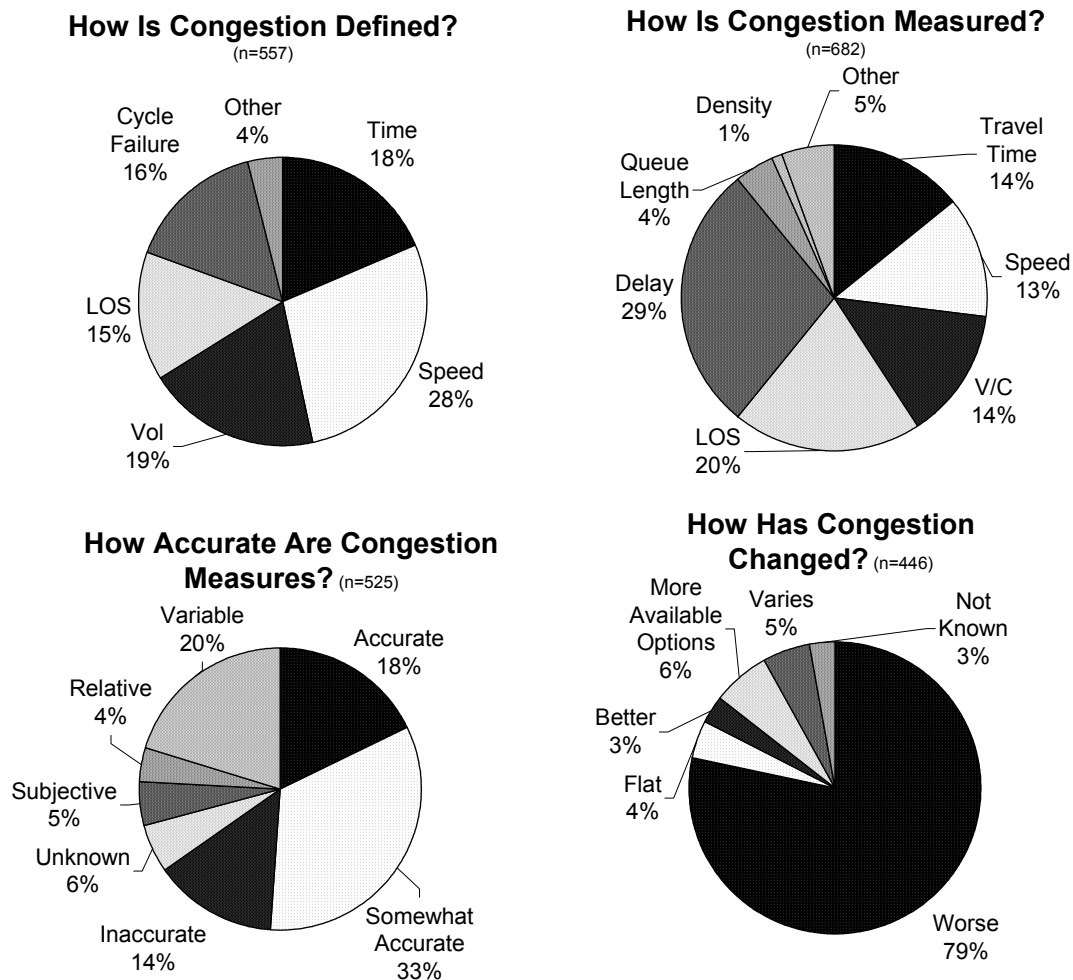 How Is Congestion Defined?
(n=557)
Cycle
Failure
16%
Other
4%
Time
18%
LOS
15%
Speed
28%
Vol
19%
How Is Congestion Measured?
(n=682)
Other
5%
Density
1%
Travel
Time
14%
Queue
Length
4%
Speed
13%
Delay
29%
V/C
14%
LOS
20%
How Accurate Are Congestion
Measures? (n=525)
Variable
20%
Accurate
18%
Relative
4%
Subjective
5%
Unknown
6%
Inaccurate
14%
Somewhat
Accurate
33%
How Has Congestion
Changed? (n=446)
More
Available
Options
6%
Varies
5%
Not
Known
3%
Better
3%
Flat
4%
Worse
79%